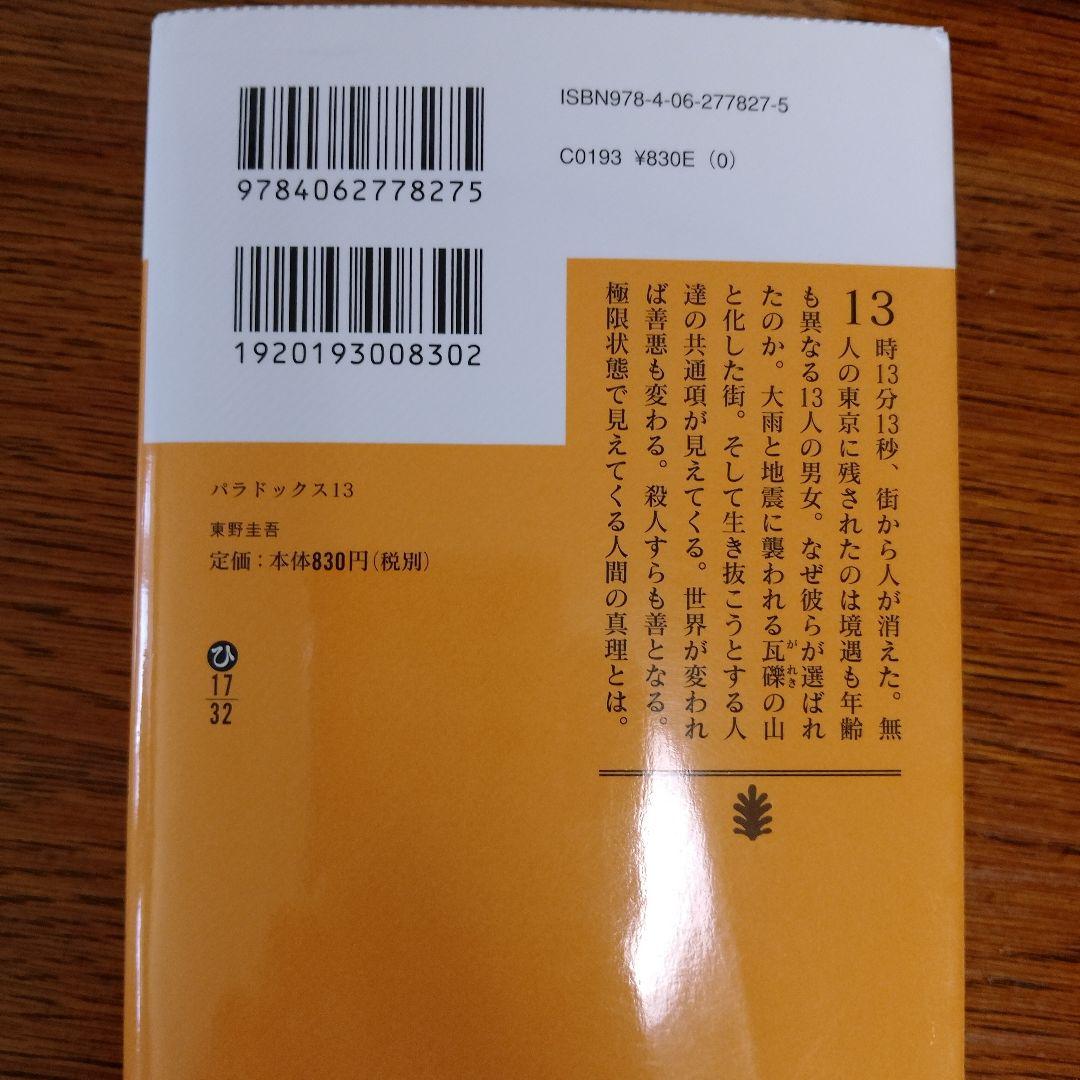 9784062778275
ISBN978-4-06-277827-5
C0193 ¥830E (0)
1920193008302
13時13分13秒、街から人が消えた。無
人の東京に残されたのは境遇も年齢
も異なる13人の男女。なぜ彼らが選ばれ
たのか。大雨と地震に襲われる瓦礫の山
がれき
と化した街。そして生き抜こうとする人
達の共通項が見えてくる。世界が変われ
ば善悪も変わる。殺人すらも善となる。
極限状態で見えてくる人間の真理とは。
パラドックス13
東野圭吾
定価:本体830円(税別)
ひ
17
32